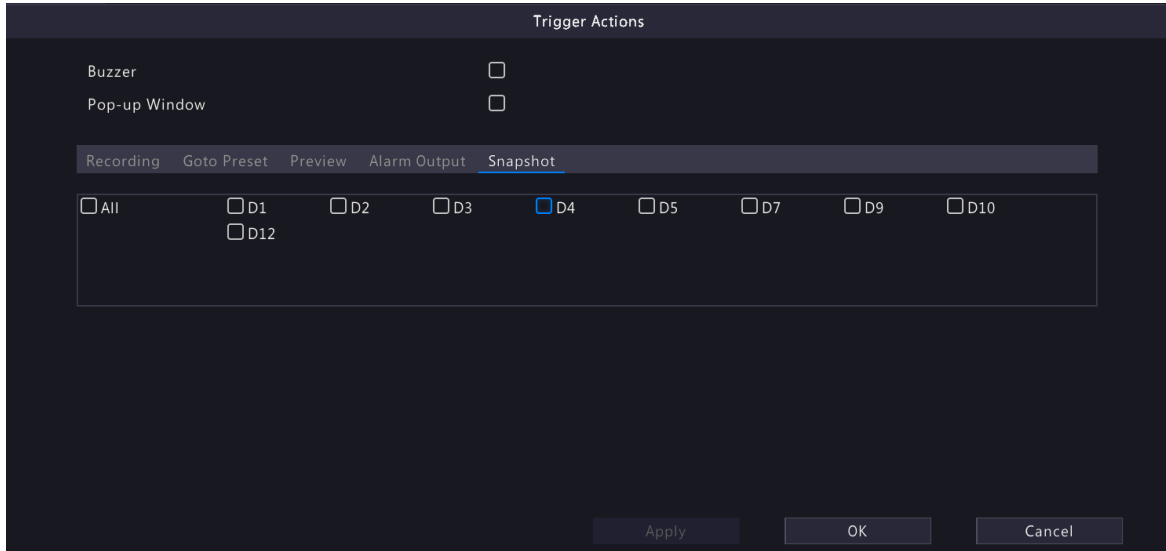 Trigger Actions
Buzzer
Pop-up Window
Recording Goto Preset Preview Alarm Output Snapshot
All D1 D2 D3 D4 D5 D7 D9 D10
D12
Apply OK Cancel